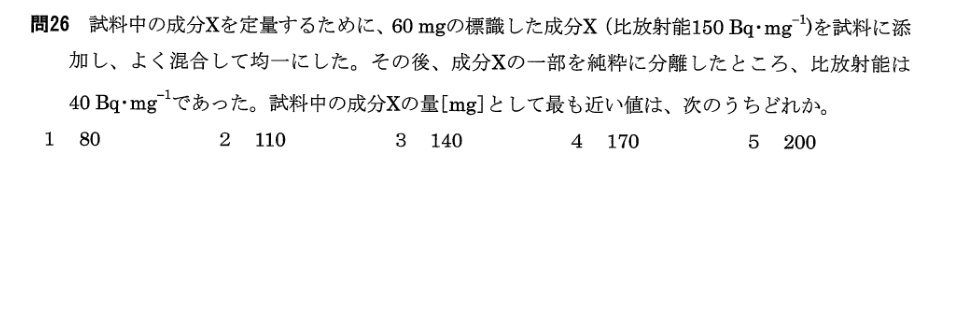 問26 試料中の成分Xを定量するために、60 mgの標識した成分X（比放射能150 Bq・mg⁻¹)を試料に添
加し、よく混合して均一にした。その後、成分Xの一部を純粋に分離したところ、比放射能は
40 Bq・mg⁻¹であった。試料中の成分Xの量[mg]として最も近い値は、次のうちどれか。
1 80 2 110 3 140 4 170 5 200